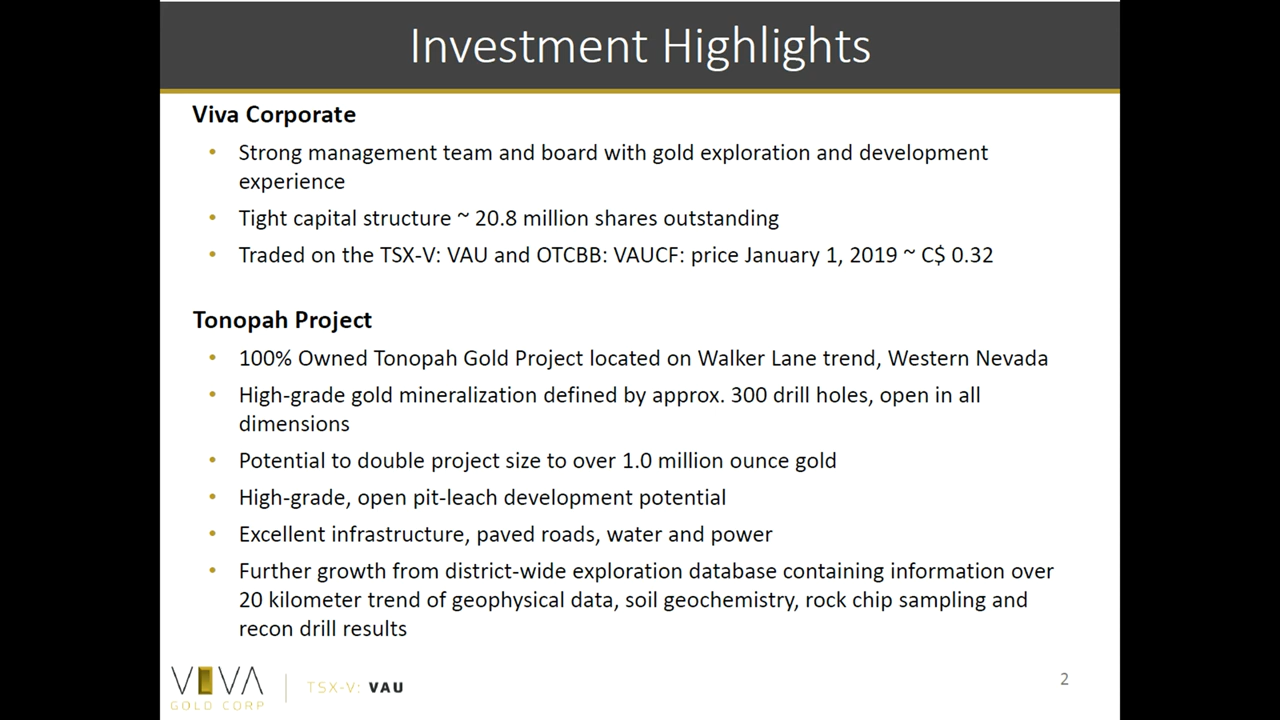 Investment Highlights
Viva Corporate
• Strong management team and board with gold exploration and development
experience
• Tight capital structure ~ 20.8 million shares outstanding
• Traded on the TSX-V: VAU and OTCBB: VAUCF: price January 1, 2019 ~ C$ 0.32
Tonopah Project
• 100% Owned Tonopah Gold Project located on Walker Lane trend, Western Nevada
• High-grade gold mineralization defined by approx. 300 drill holes, open in all
dimensions
• Potential to double project size to over 1.0 million ounce gold
• High-grade, open pit-leach development potential
• Excellent infrastructure, paved roads, water and power
• Further growth from district-wide exploration database containing information over
20 kilometer trend of geophysical data, soil geochemistry, rock chip sampling and
recon drill results
VIVA
GOLD CORP
TSX-V: VAU
2